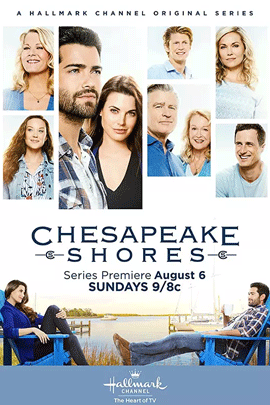 A HALLMARK CHANNEL ORIGINAL SERIES
CHESAPEAKE
SHORES
Series Premiere August 6
SUNDAYS 9/8c
Hallmark
CHANNEL
The Heart of TV